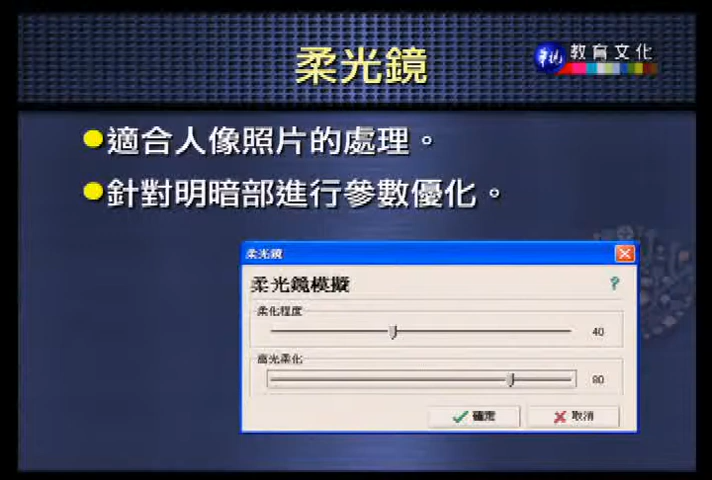 柔光鏡
華視 教育文化
適合人像照片的處理。
針對明暗部進行參數優化。
柔光鏡
柔光鏡模擬
?
柔化程度
40
高光柔化
80
確定 取消